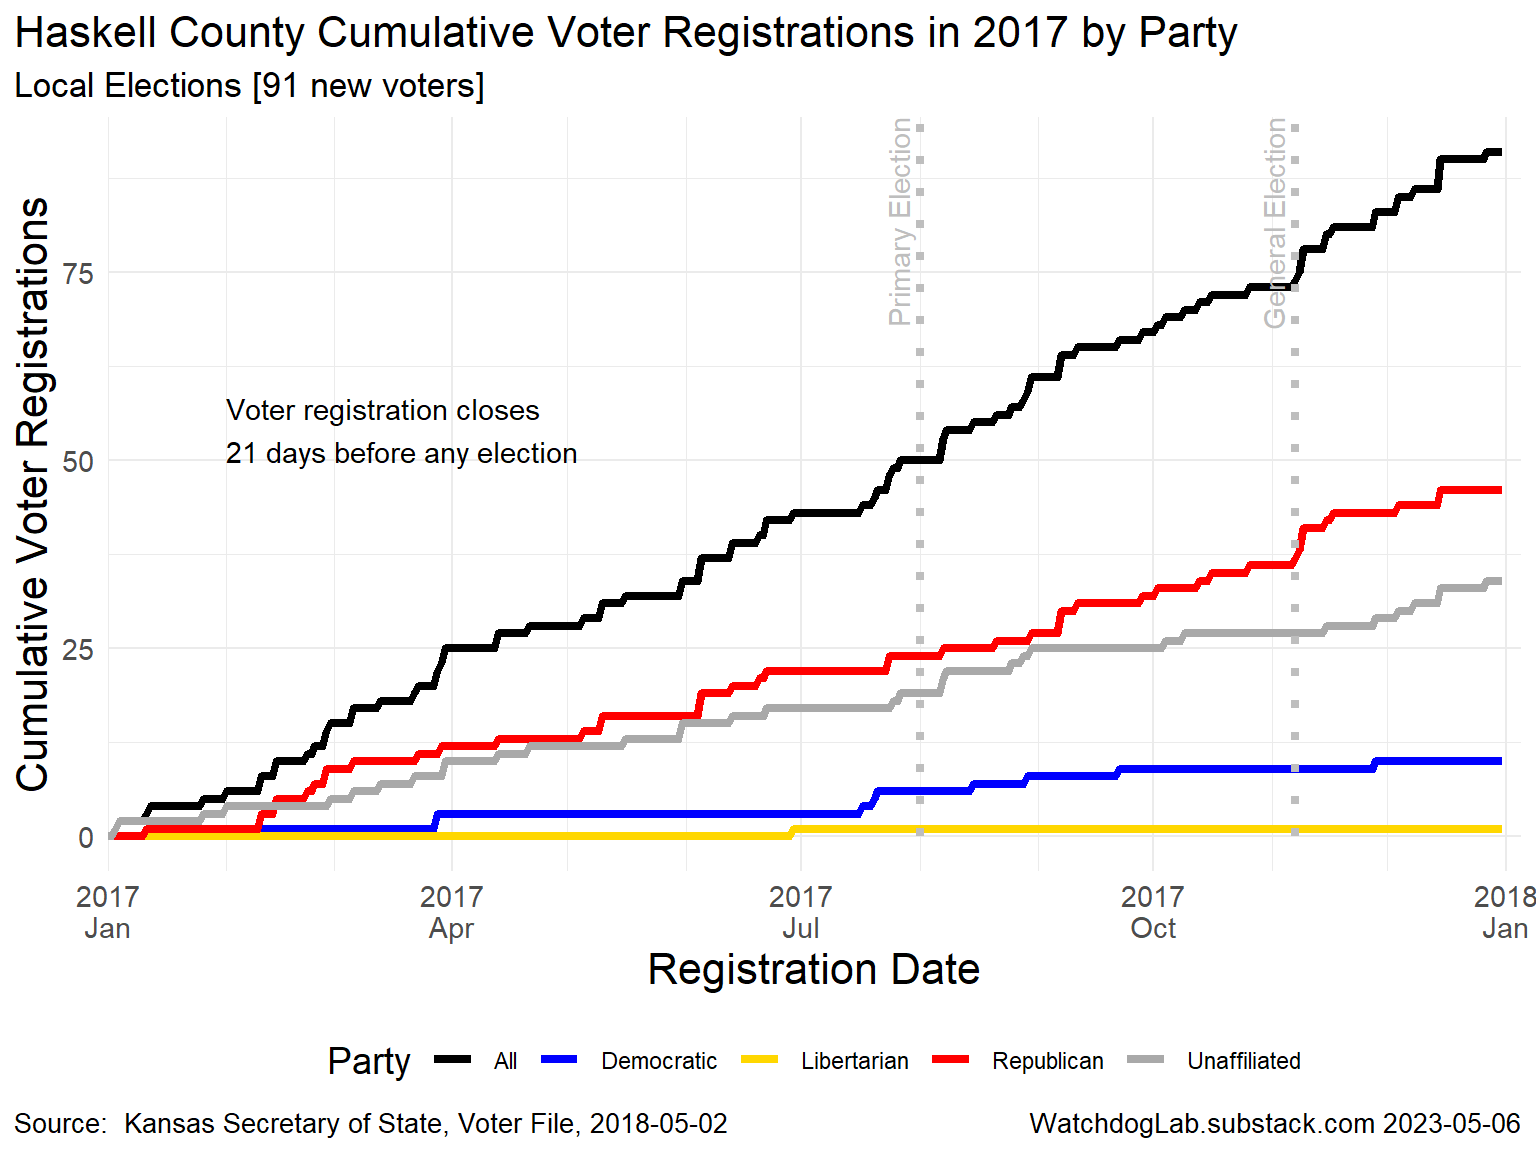 Haskell County Cumulative Voter Registrations in 2017 by Party
Local Elections [91 new voters]
Cumulative Voter Registrations
75
50
25
0
Primary Election
General Election
Voter registration closes
21 days before any election
2017
Jan
2017
Apr
2017
Jul
2017
Oct
2018
Jan
Registration Date
Party
All
Democratic
Libertarian
Republican
Unaffiliated
Source:  Kansas Secretary of State, Voter File, 2018-05-02
WatchdogLab.substack.com 2023-05-06